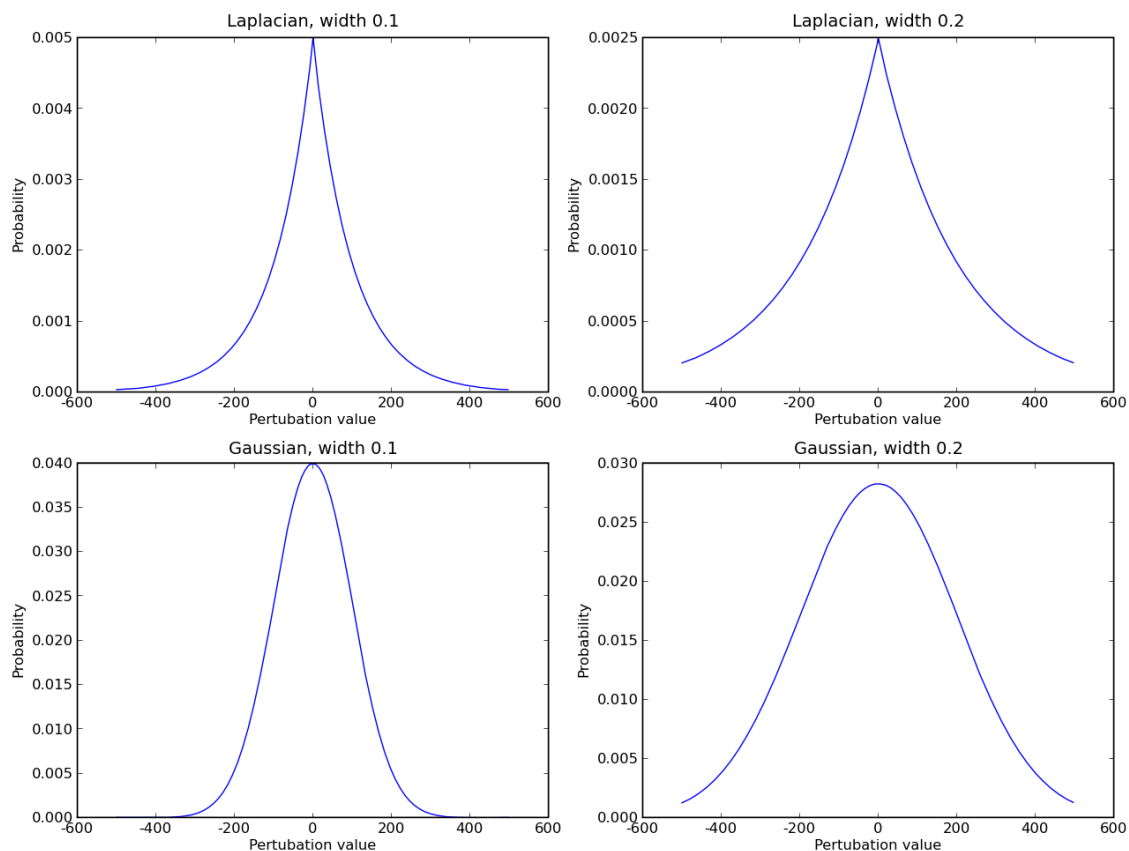 Laplacian, width 0.1
0.005
0.004
0.003
0.002
0.001
0.000
Probability
-600 -400 -200 0 200 400 600
Pertubation value
Laplacian, width 0.2
0.0025
0.0020
0.0015
0.0010
0.0005
0.0000
Probability
-600 -400 -200 0 200 400 600
Pertubation value
Gaussian, width 0.1
0.040
0.035
0.030
0.025
0.020
0.015
0.010
0.005
0.000
Probability
-600 -400 -200 0 200 400 600
Pertubation value
Gaussian, width 0.2
0.030
0.025
0.020
0.015
0.010
0.005
0.000
Probability
-600 -400 -200 0 200 400 600
Pertubation value